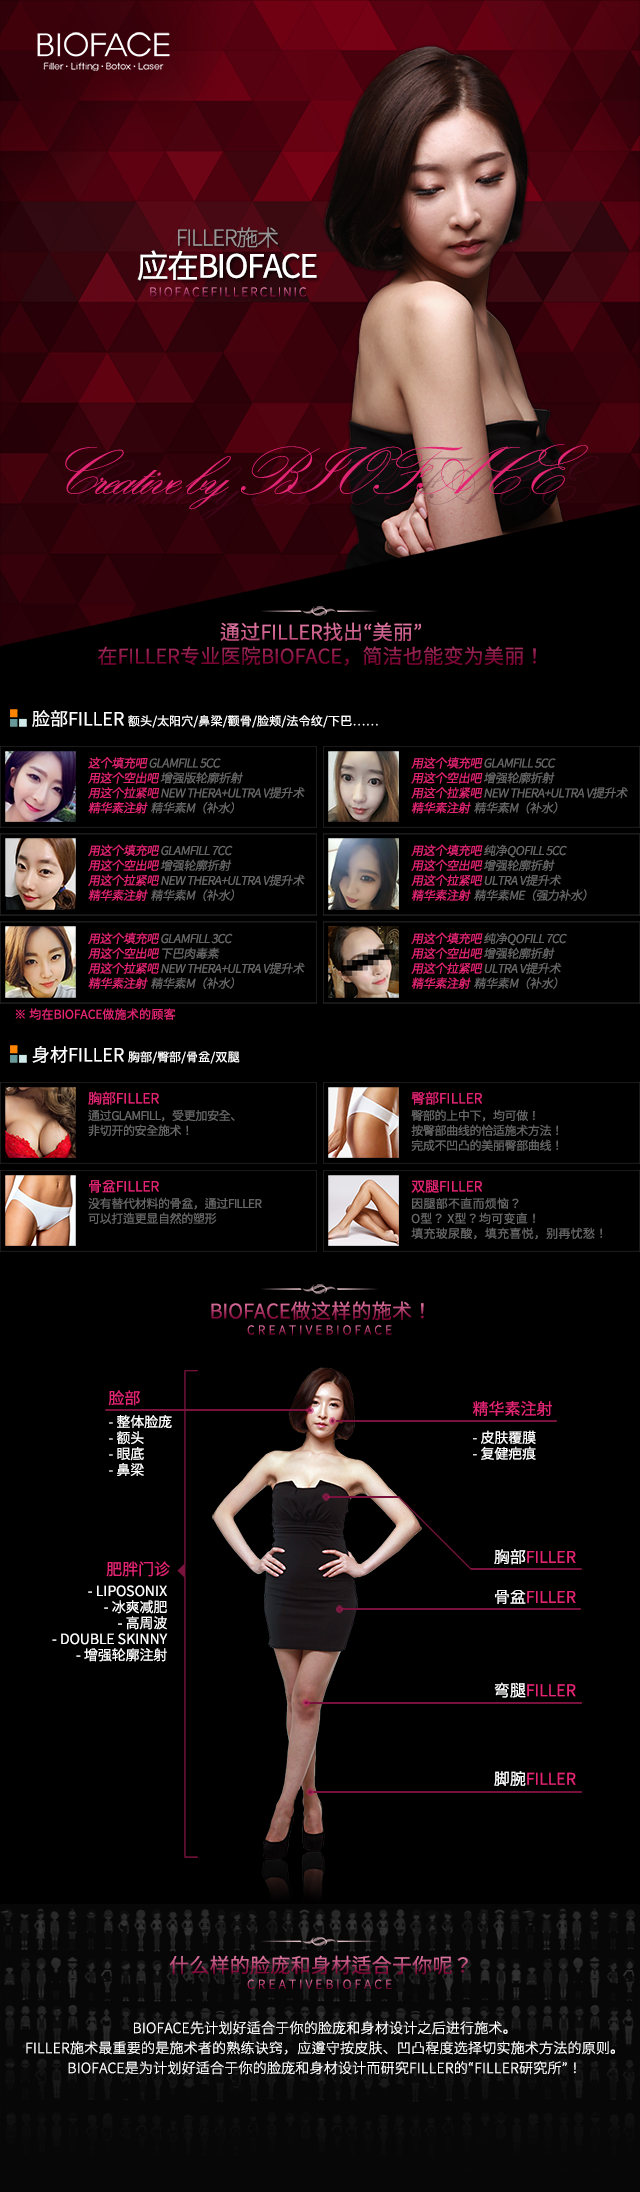 BIOFACE
Filler · Lifting · Botox · Laser
FILLER施术
应在BIOFACE
BIOFACEFILLERCLINIC
Creative by BIOFACE
通过FILLER找出“美丽”
在FILLER专业医院BIOFACE，简洁也能变为美丽！
脸部FILLER 额头/太阳穴/鼻梁/颧骨/脸颊/法令纹/下巴……
这个填充吧 GLAMFILL 5CC
用这个空出吧 增强版轮廓折射
用这个拉紧吧 NEW THERA+ULTRA V提升术
精华素注射 精华素M（补水）
用这个填充吧 GLAMFILL 5CC
用这个空出吧 增强轮廓折射
用这个拉紧吧 NEW THERA+ULTRA V提升术
精华素注射 精华素M（补水）
用这个填充吧 GLAMFILL 7CC
用这个空出吧 增强轮廓折射
用这个拉紧吧 NEW THERA+ULTRA V提升术
精华素注射 精华素M（补水）
用这个填充吧 纯净QOFILL 5CC
用这个空出吧 增强轮廓折射
用这个拉紧吧 ULTRA V提升术
精华素注射 精华素ME（强力补水）
用这个填充吧 GLAMFILL 3CC
用这个空出吧 下巴肉毒素
用这个拉紧吧 NEW THERA+ULTRA V提升术
精华素注射 精华素M（补水）
用这个填充吧 纯净QOFILL 7CC
用这个空出吧 增强轮廓折射
用这个拉紧吧 ULTRA V提升术
精华素注射 精华素M（补水）
※ 均在BIOFACE做施术的顾客
身材FILLER 胸部/臀部/骨盆/双腿
胸部FILLER
通过GLAMFILL，受更加安全、
非切开的安全施术！
臀部FILLER
臀部的上中下，均可做！
按臀部曲线的恰适施术方法！
完成不凹凸的美丽臀部曲线！
骨盆FILLER
没有替代材料的骨盆，通过FILLER
可以打造更显自然的塑形
双腿FILLER
因腿部不直而烦恼？
O型？ X型？均可变直！
填充玻尿酸，填充喜悦，别再忧愁！
BIOFACE做这样的施术！
CREATIVEBIOFACE
脸部
- 整体脸庞
- 额头
- 眼底
- 鼻梁
精华素注射
- 皮肤覆膜
- 复健疤痕
胸部FILLER
肥胖门诊
- LIPOSONIX
- 冰爽减肥
- 高周波
- DOUBLE SKINNY
- 增强轮廓注射
骨盆FILLER
弯腿FILLER
脚腕FILLER
什么样的脸庞和身材适合于你呢？
CREATIVEBIOFACE
BIOFACE先计划好适合于你的脸庞和身材设计之后进行施术。
FILLER施术最重要的是施术者的熟练诀窍，应遵守按皮肤、凹凸程度选择切实施术方法的原则。
BIOFACE是为计划好适合于你的脸庞和身材设计而研究FILLER的“FILLER研究所”！